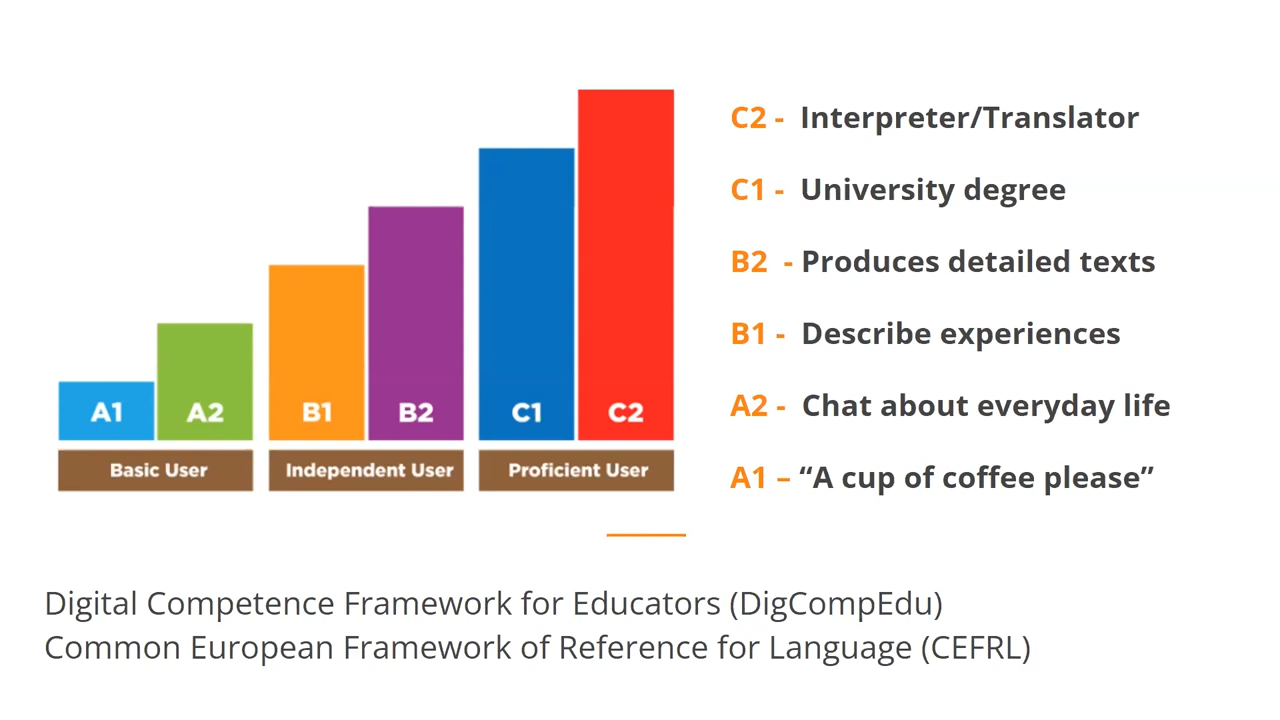 A1
A2
B1
B2
C1
C2
Basic User
Independent User
Proficient User
C2 - Interpreter/Translator
C1 - University degree
B2 - Produces detailed texts
B1 - Describe experiences
A2 - Chat about everyday life
A1 – “A cup of coffee please”
Digital Competence Framework for Educators (DigCompEdu)
Common European Framework of Reference for Language (CEFRL)